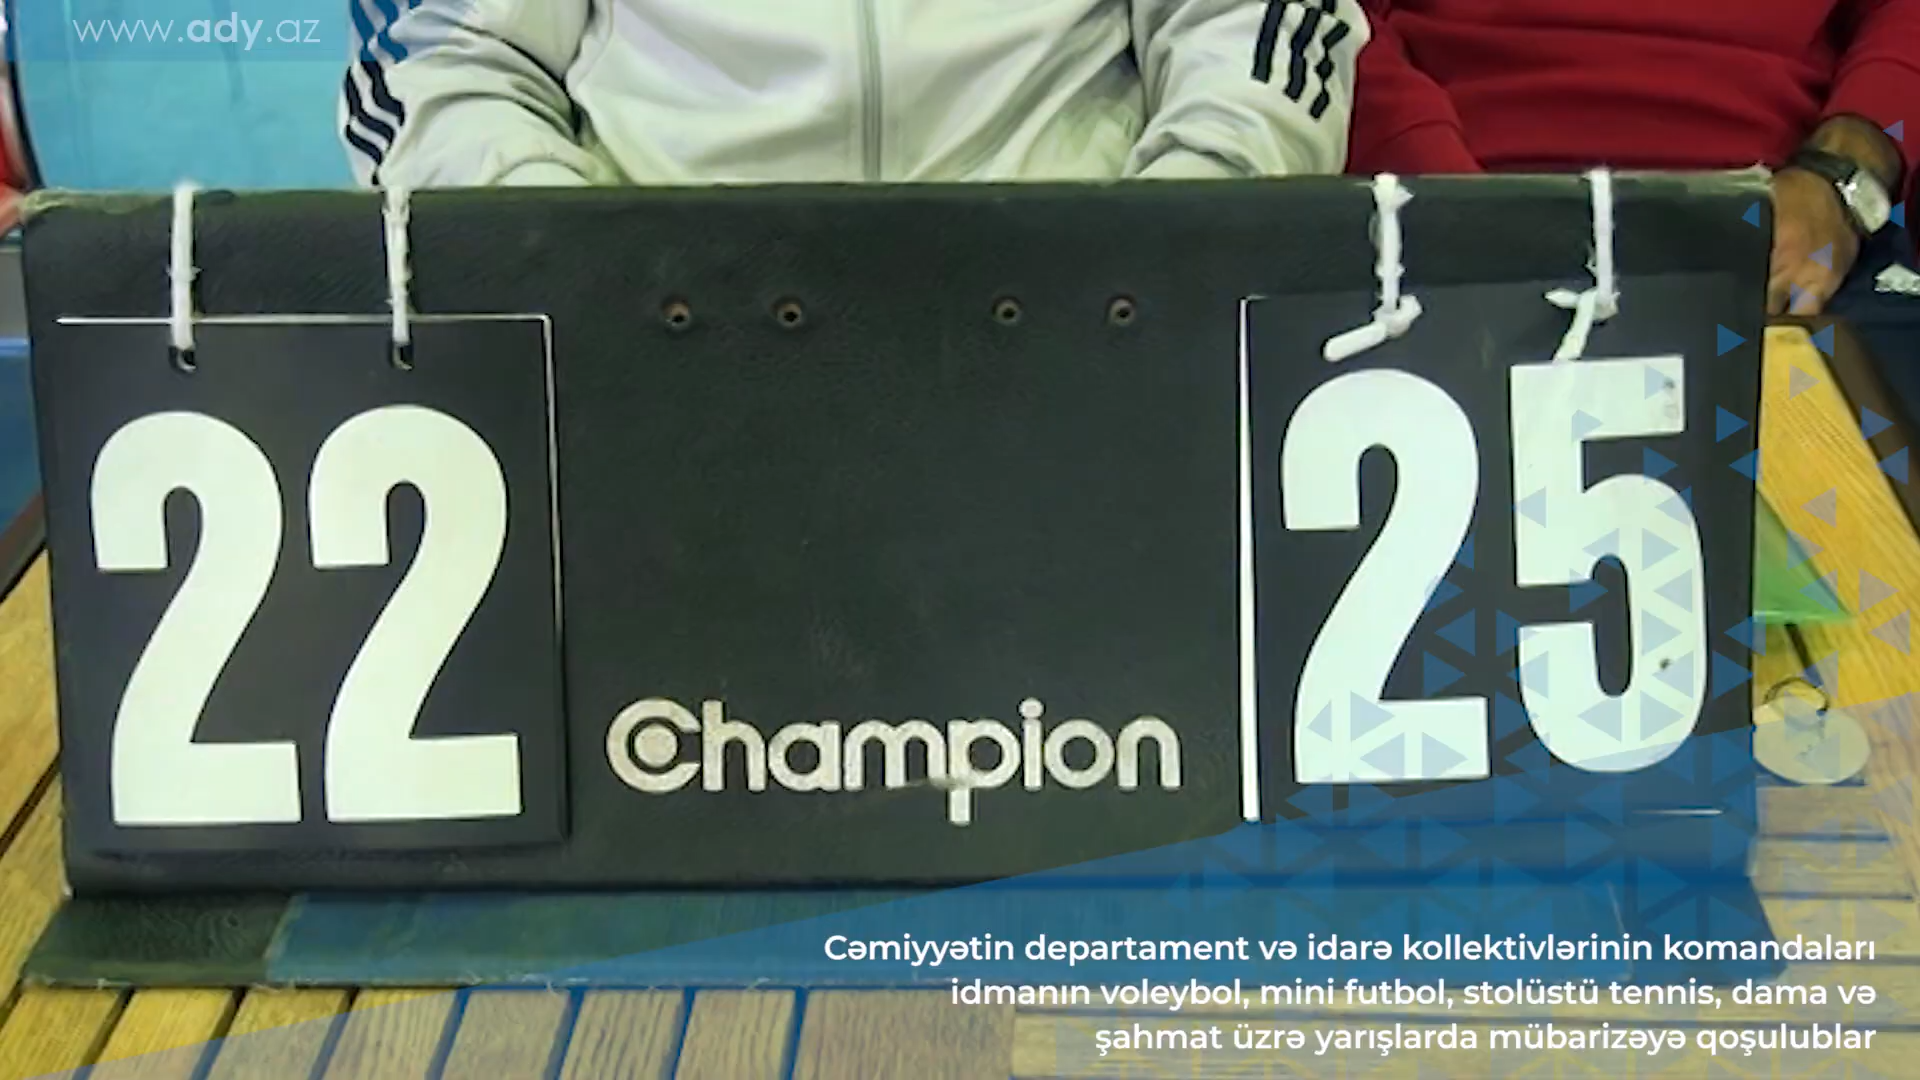 www.ady.az
22
25
Champion
Cəmiyyətin departament və idarə kollektivlərinin komandaları
idmanın voleybol, mini futbol, stolüstü tennis, dama və
şahmat üzrə yarışlarda mübarizəyə qoşulublar